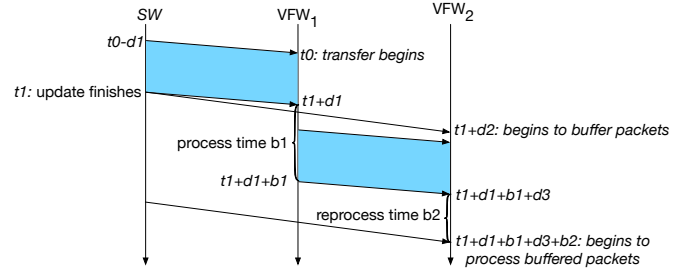 SW
VFW1
VFW2
t0-d1
t0: transfer begins
t1: update finishes
t1+d1
t1+d2: begins to buffer packets
process time b1
t1+d1+b1
t1+d1+b1+d3
reprocess time b2
t1+d1+b1+d3+b2: begins to
process buffered packets